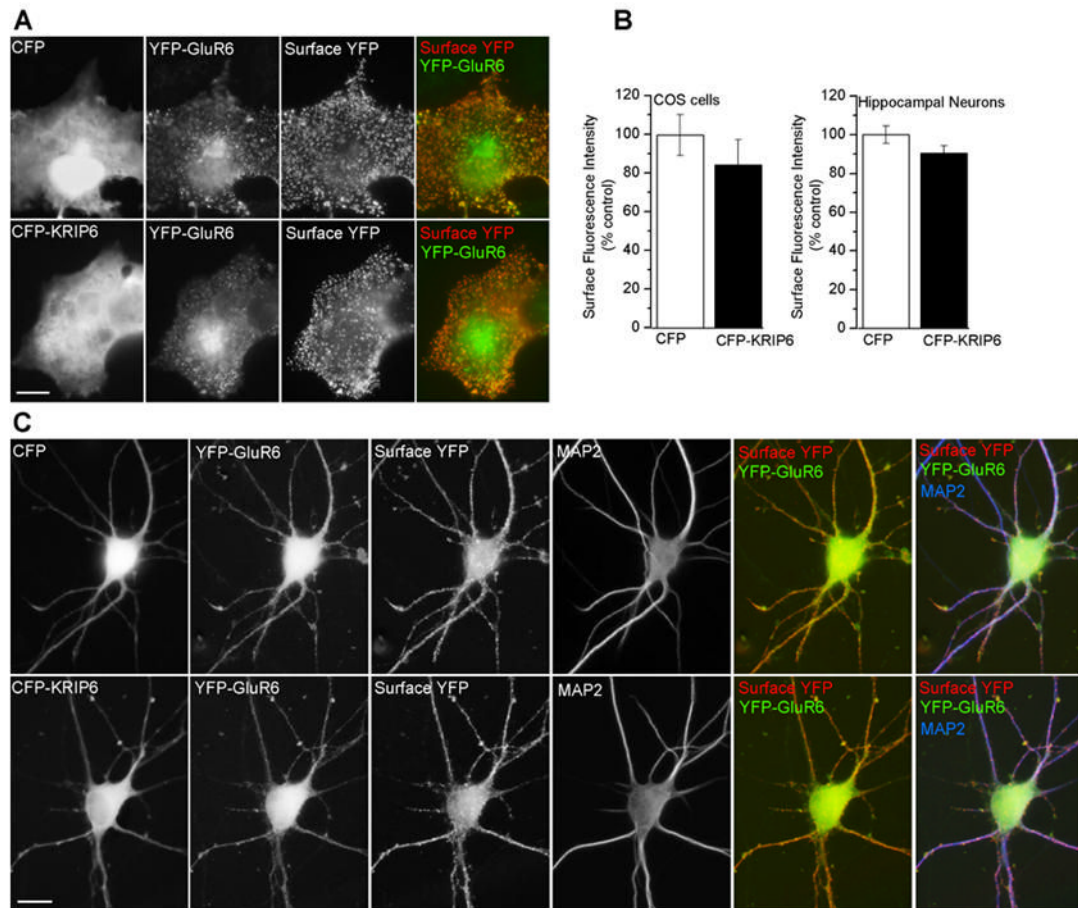 A
CFP
YFP-GluR6
Surface YFP
Surface YFP
YFP-GluR6
CFP-KRIP6
YFP-GluR6
Surface YFP
Surface YFP
YFP-GluR6
B
Surface Fluorescence Intensity
(% control)
120
100
80
60
40
20
0
COS cells
CFP
CFP-KRIP6
Surface Fluorescence Intensity
(% control)
120
100
80
60
40
20
0
Hippocampal Neurons
CFP
CFP-KRIP6
C
CFP
YFP-GluR6
Surface YFP
MAP2
Surface YFP
YFP-GluR6
Surface YFP
YFP-GluR6
MAP2
CFP-KRIP6
YFP-GluR6
Surface YFP
MAP2
Surface YFP
YFP-GluR6
Surface YFP
YFP-GluR6
MAP2